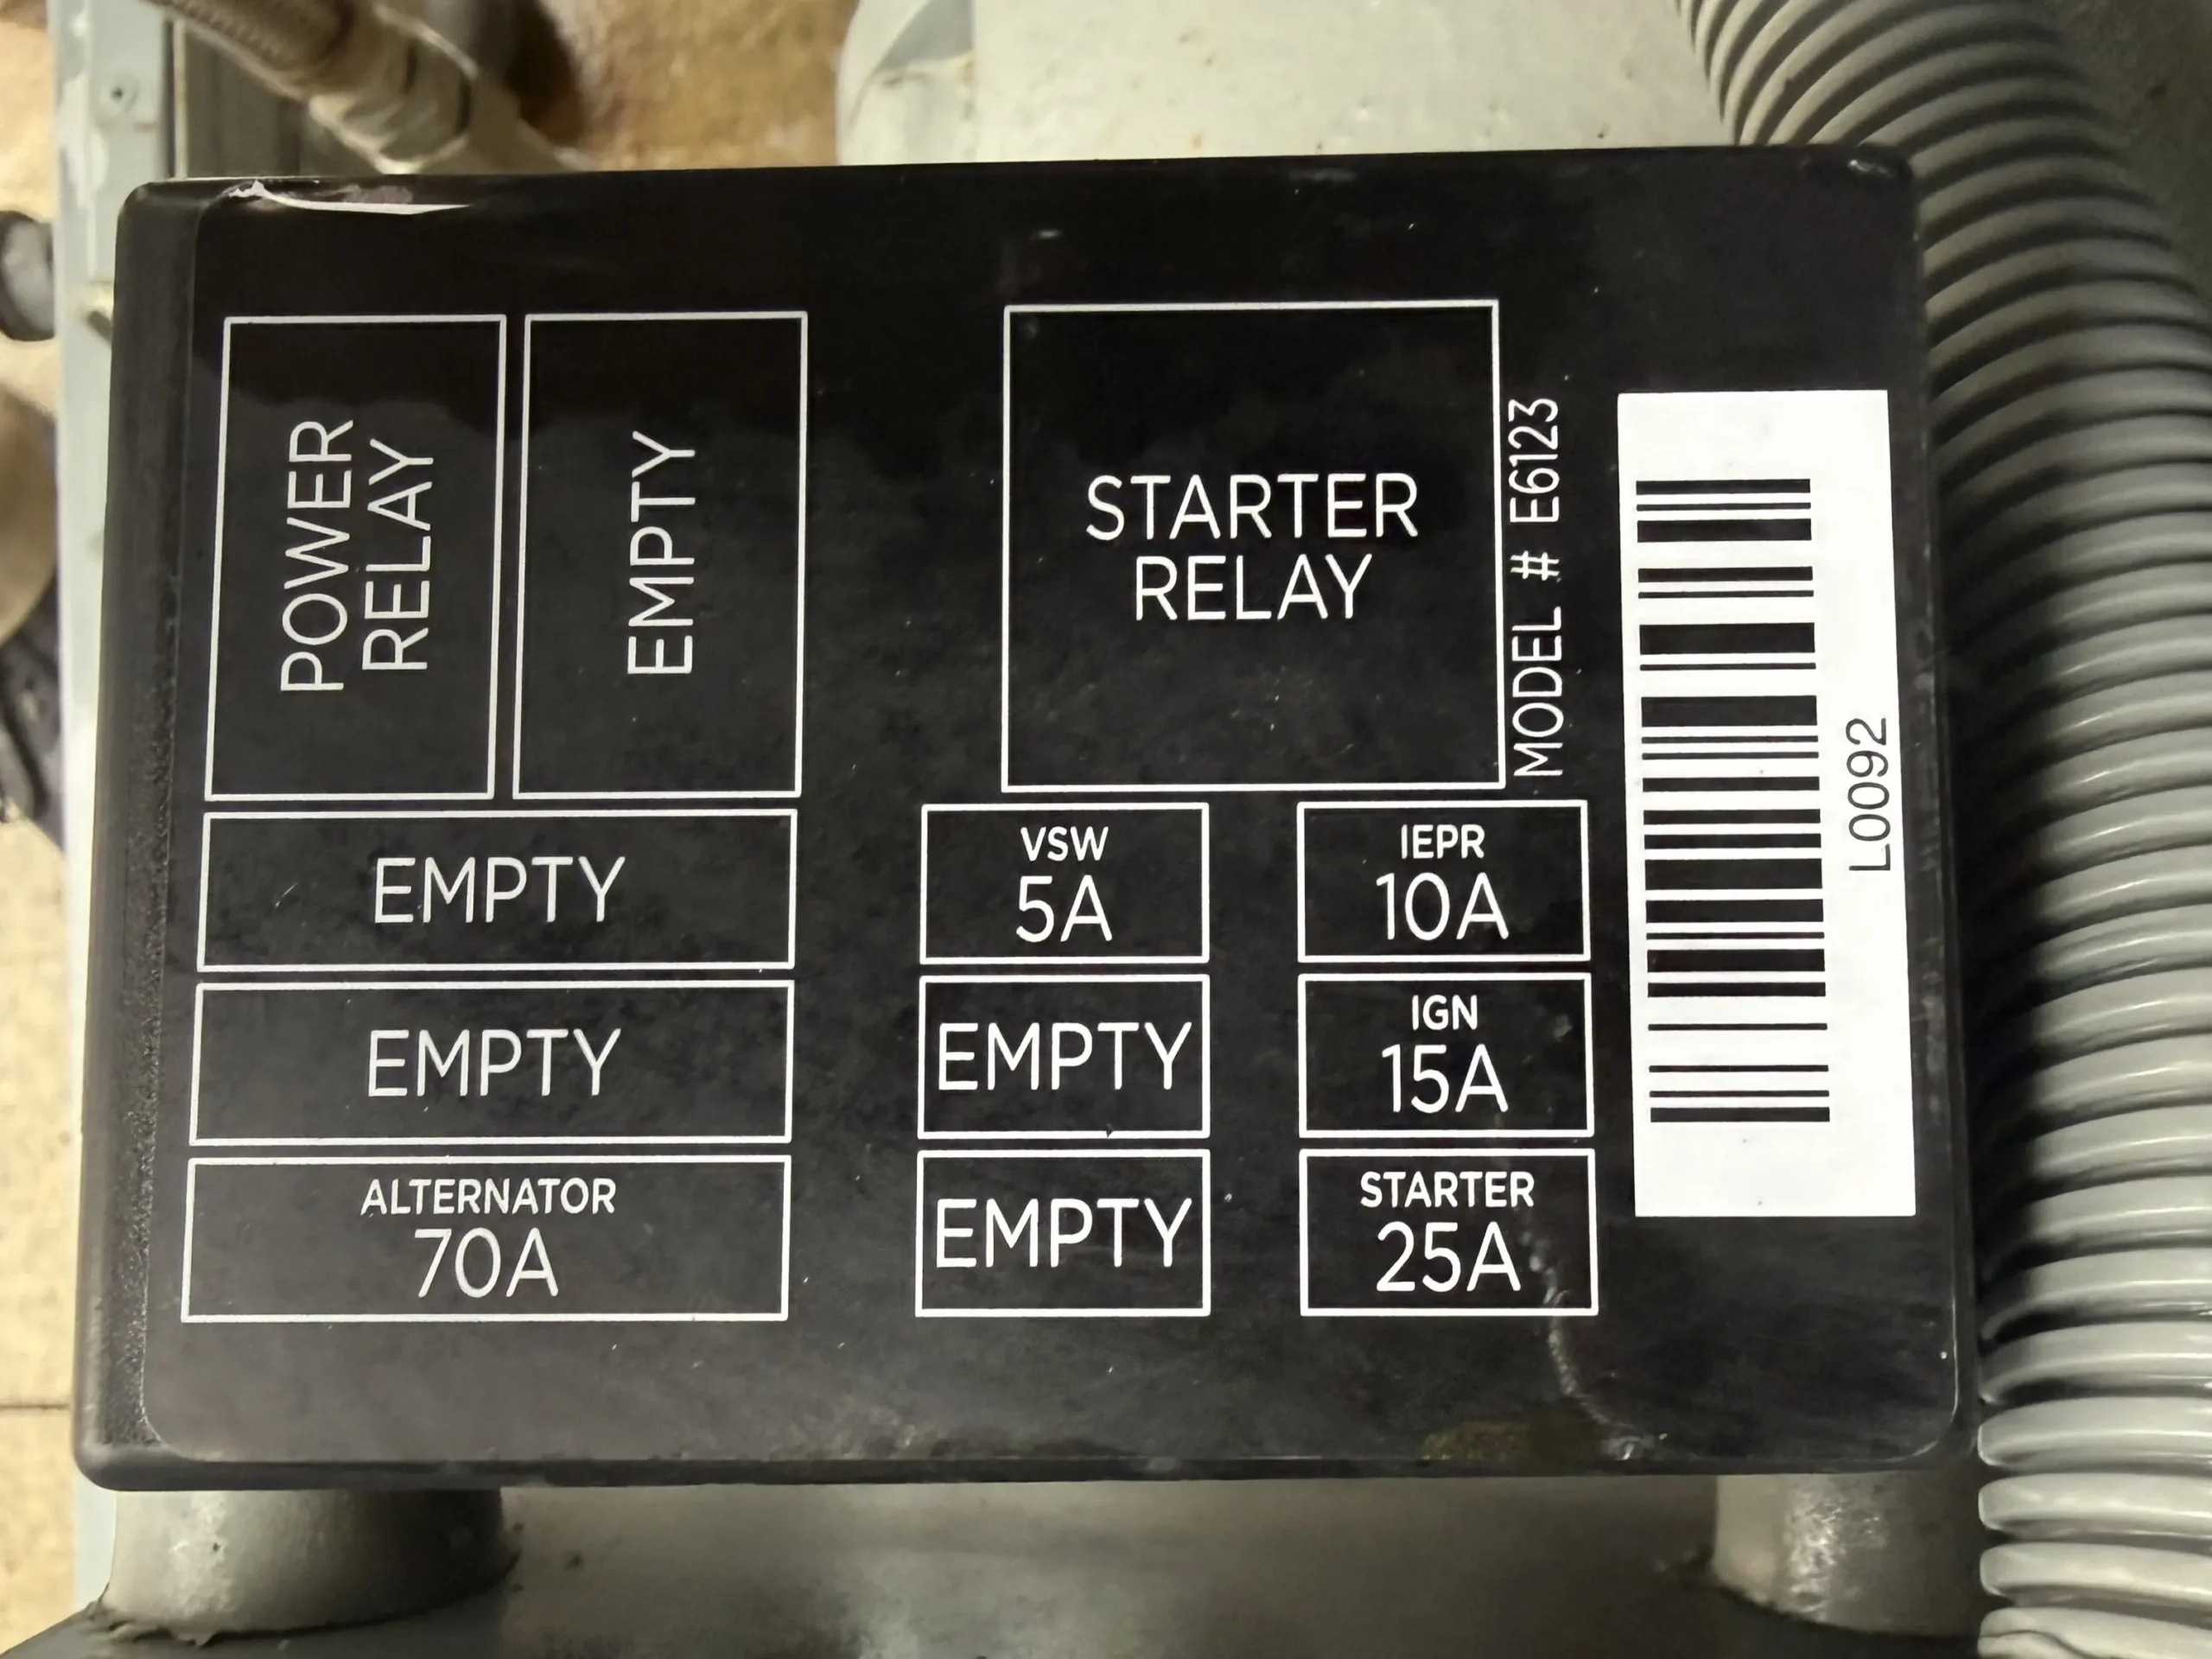 POWER
RELAY
EMPTY
STARTER
RELAY
MODEL # E6123
L0092
EMPTY
VSW
5A
IEPR
10A
EMPTY
EMPTY
IGN
15A
ALTERNATOR
70A
EMPTY
STARTER
25A